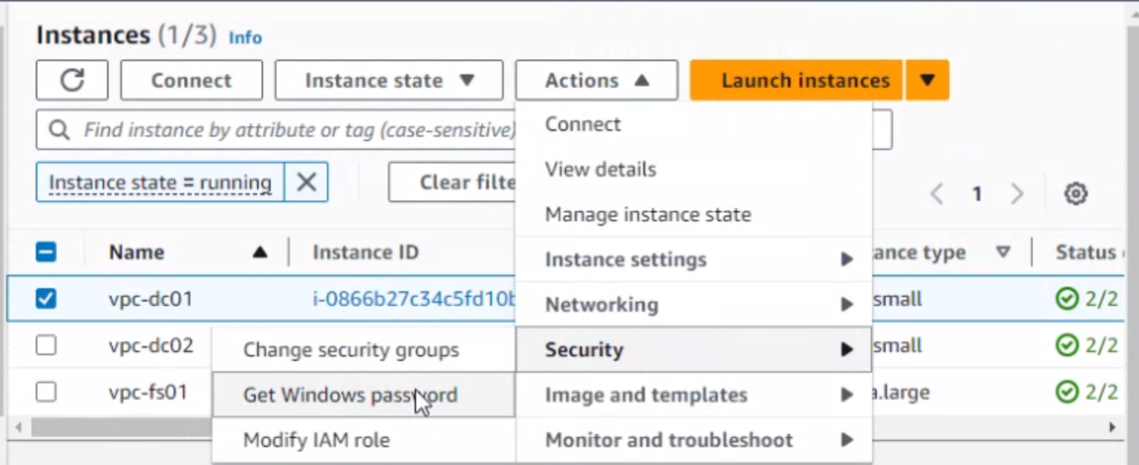 Instances (1/3) Info
Connect Instance state Actions Launch instances
Find instance by attribute or tag (case-sensitive)
Connect
Instance state = running Clear filte
View details
1
Manage instance state
Name Instance ID Instance settings ance type Status
vpc-dc01 i-0866b27c34c5fd10b Networking small 2/2
vpc-dc02 Change security groups Security small 2/2
vpc-fs01 Get Windows password Image and templates a.large 2/2
Modify IAM role Monitor and troubleshoot